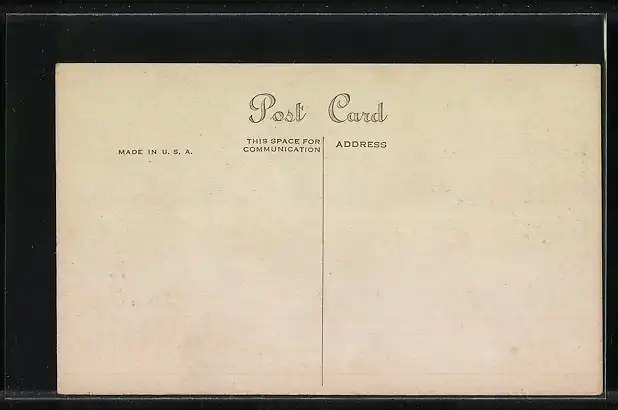 Post Card
MADE IN U. S. A.
THIS SPACE FOR
COMMUNICATION
ADDRESS